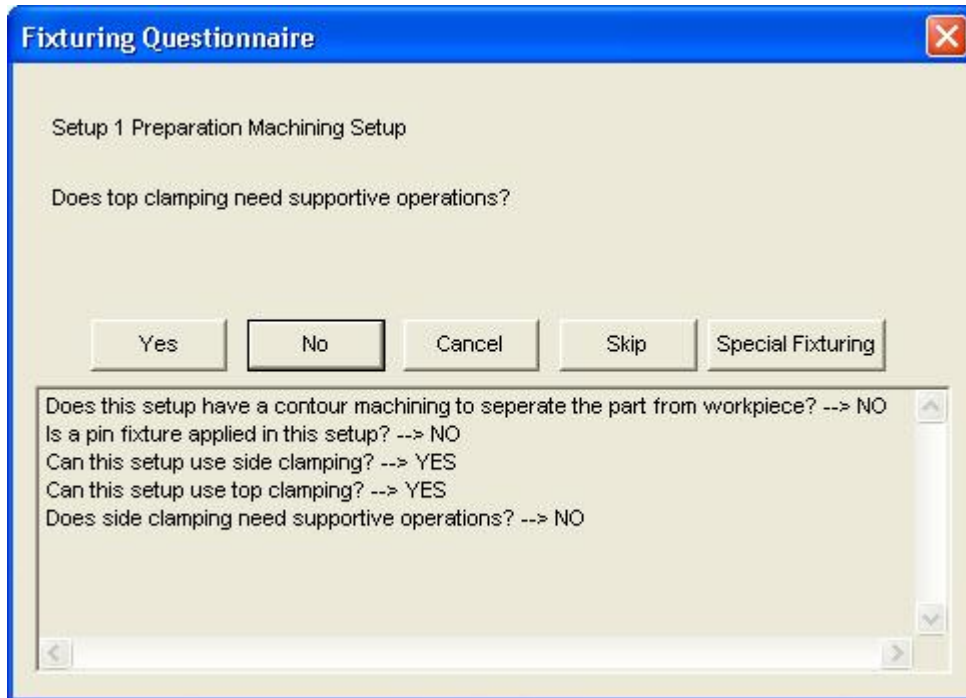 Fixturing Questionnaire
Setup 1 Preparation Machining Setup
Does top clamping need supportive operations?
Yes No Cancel Skip Special Fixturing
Does this setup have a contour machining to seperate the part from workpiece? --> NO
Is a pin fixture applied in this setup? --> NO
Can this setup use side clamping? --> YES
Can this setup use top clamping? --> YES
Does side clamping need supportive operations? --> NO